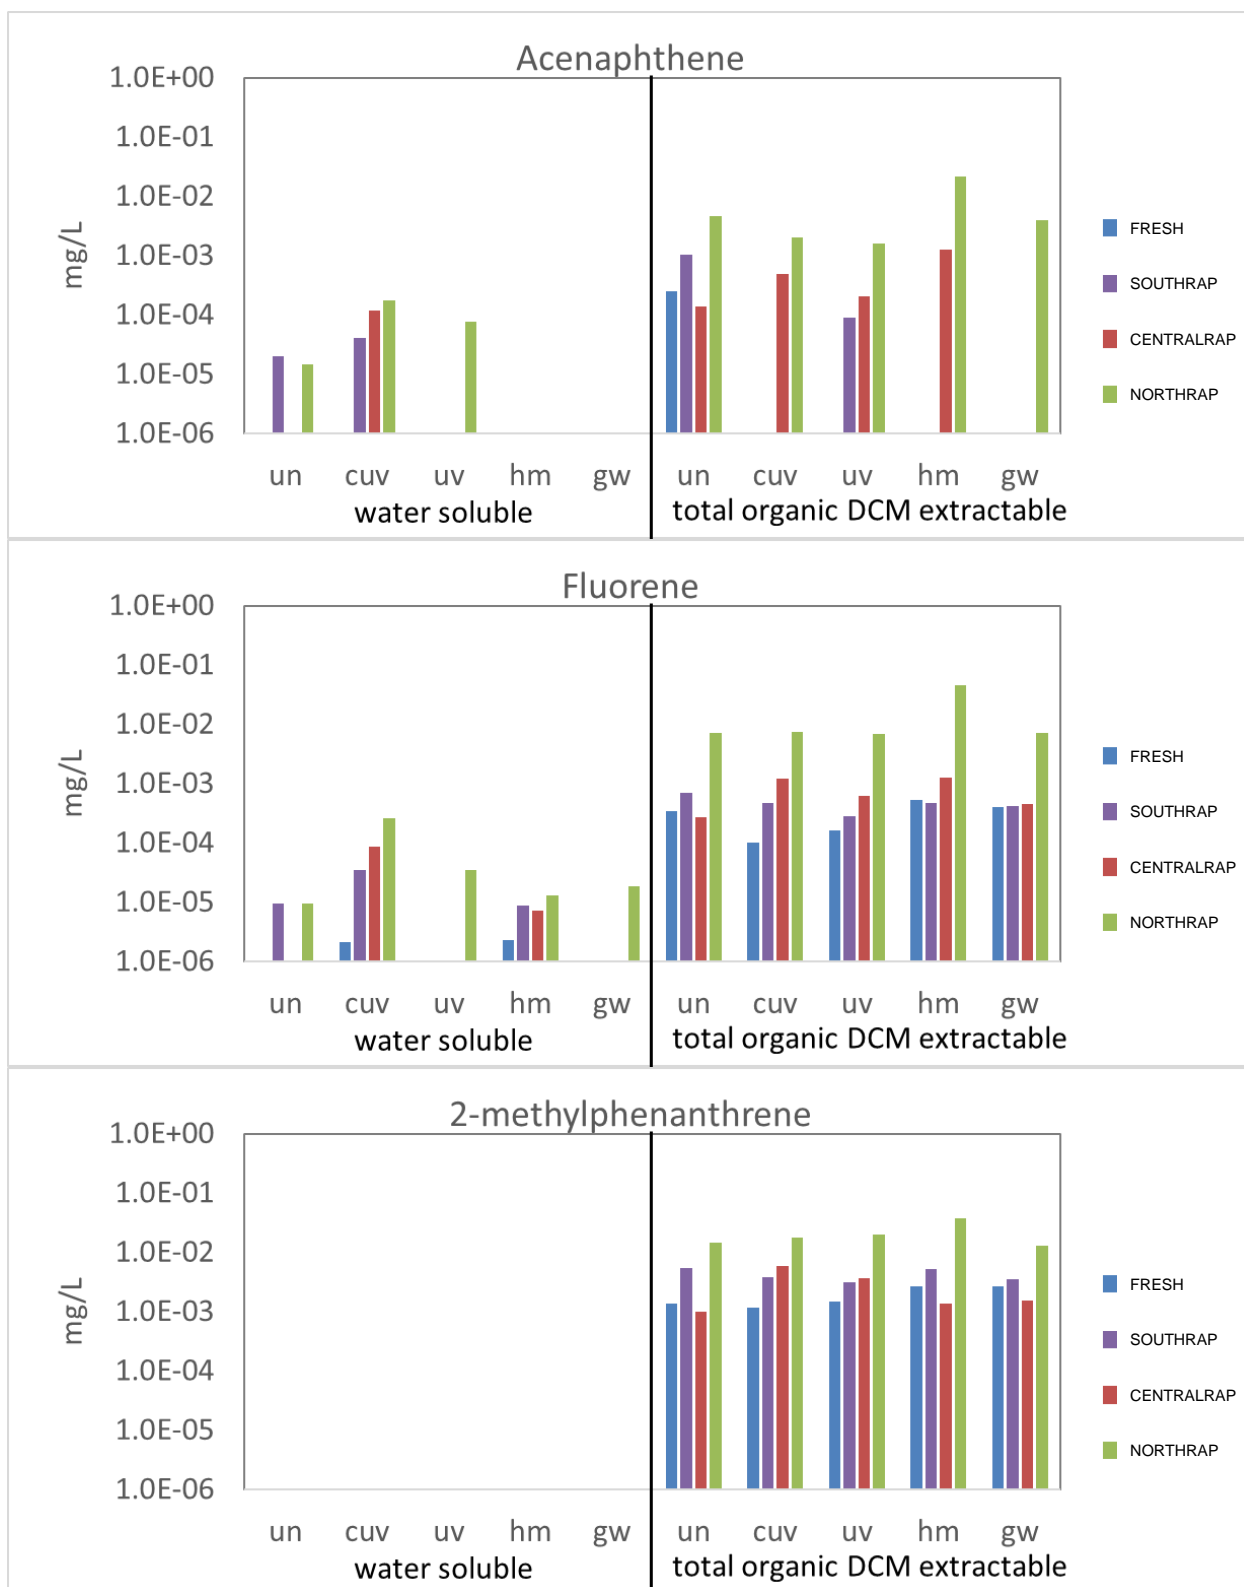 Acenaphthene
1.0E+00
1.0E-01
1.0E-02
1.0E-03
1.0E-04
1.0E-05
1.0E-06
mg/L
un cuv uv hm gw un cuv uv hm gw
water soluble total organic DCM extractable
FRESH
SOUTHRAP
CENTRALRAP
NORTHRAP
Fluorene
1.0E+00
1.0E-01
1.0E-02
1.0E-03
1.0E-04
1.0E-05
1.0E-06
mg/L
un cuv uv hm gw un cuv uv hm gw
water soluble total organic DCM extractable
FRESH
SOUTHRAP
CENTRALRAP
NORTHRAP
2-methylphenanthrene
1.0E+00
1.0E-01
1.0E-02
1.0E-03
1.0E-04
1.0E-05
1.0E-06
mg/L
un cuv uv hm gw un cuv uv hm gw
water soluble total organic DCM extractable
FRESH
SOUTHRAP
CENTRALRAP
NORTHRAP